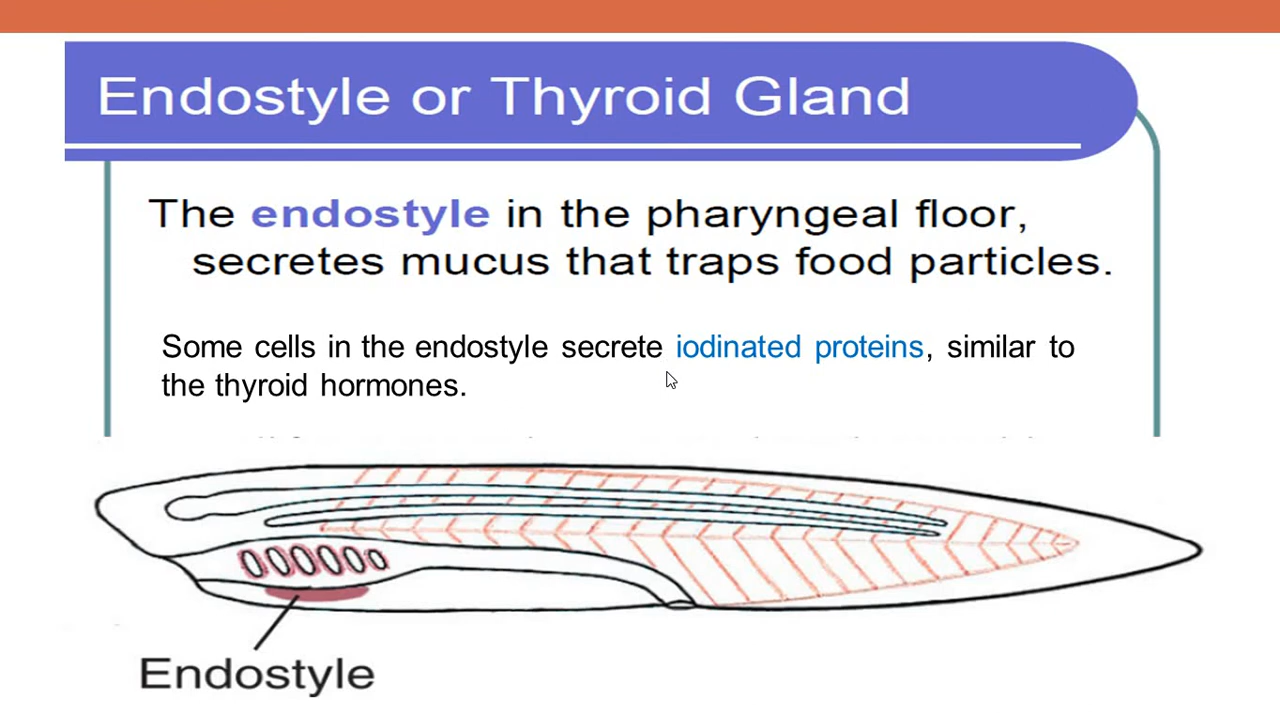 Endostyle or Thyroid Gland
The endostyle in the pharyngeal floor,
secretes mucus that traps food particles.
Some cells in the endostyle secrete iodinated proteins, similar to
the thyroid hormones.
Endostyle